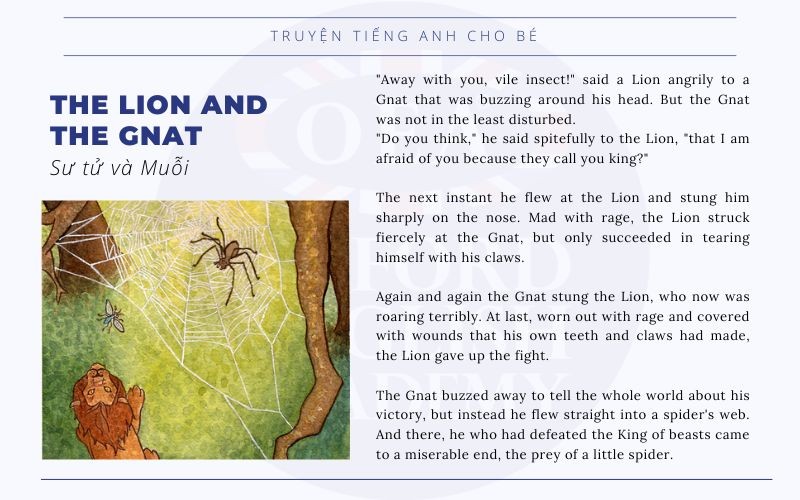 TRUYỆN TIẾNG ANH CHO BÉ
THE LION AND
THE GNAT
Sư tử và Muỗi
"Away with you, vile insect!" said a Lion angrily to a
Gnat that was buzzing around his head. But the Gnat
was not in the least disturbed.
"Do you think," he said spitefully to the Lion, "that I am
afraid of you because they call you king?"
The next instant he flew at the Lion and stung him
sharply on the nose. Mad with rage, the Lion struck
fiercely at the Gnat, but only succeeded in tearing
himself with his claws.
Again and again the Gnat stung the Lion, who now was
roaring terribly. At last, worn out with rage and covered
with wounds that his own teeth and claws had made,
the Lion gave up the fight.
The Gnat buzzed away to tell the whole world about his
victory, but instead he flew straight into a spider's web.
And there, he who had defeated the King of beasts came
to a miserable end, the prey of a little spider.